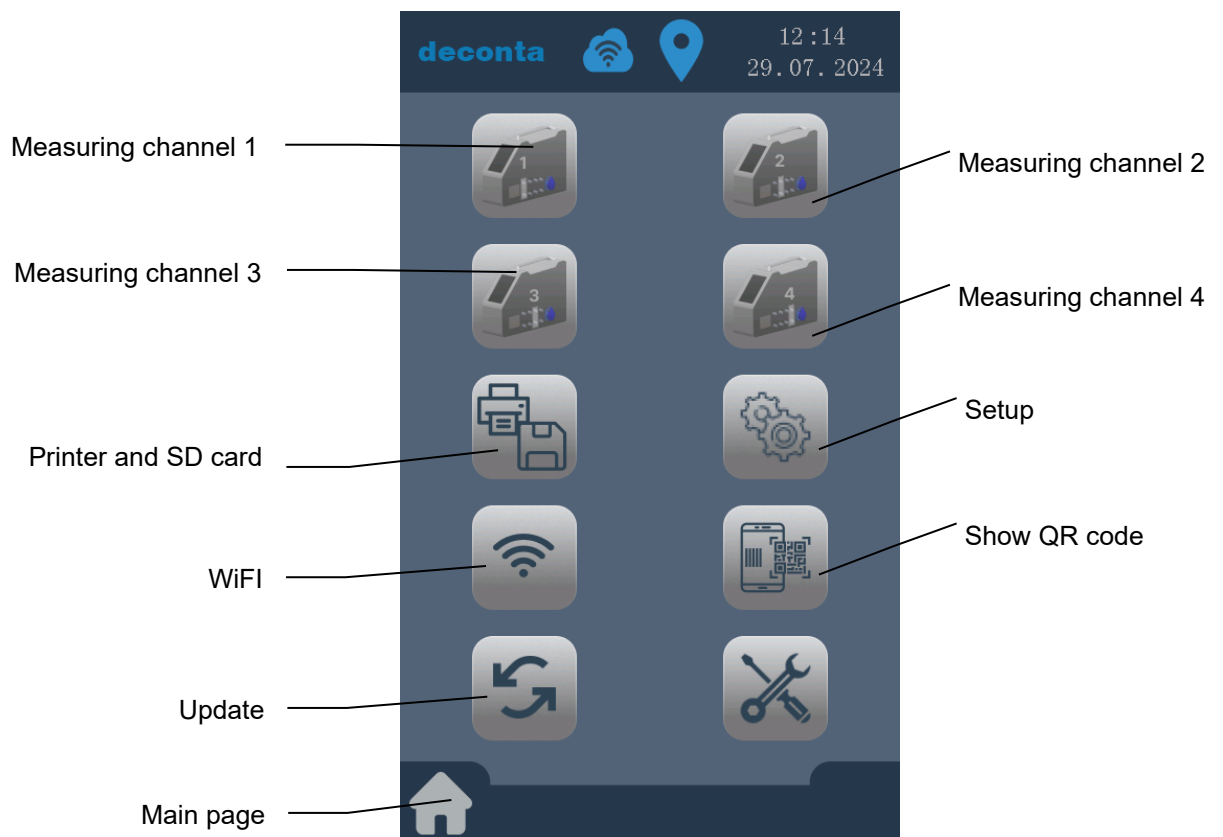 deconta
12:14
29.07.2024
Measuring channel 1
1
2
Measuring channel 2
Measuring channel 3
3
4
Measuring channel 4
Printer and SD card
Setup
WiFI
Show QR code
Update
Main page